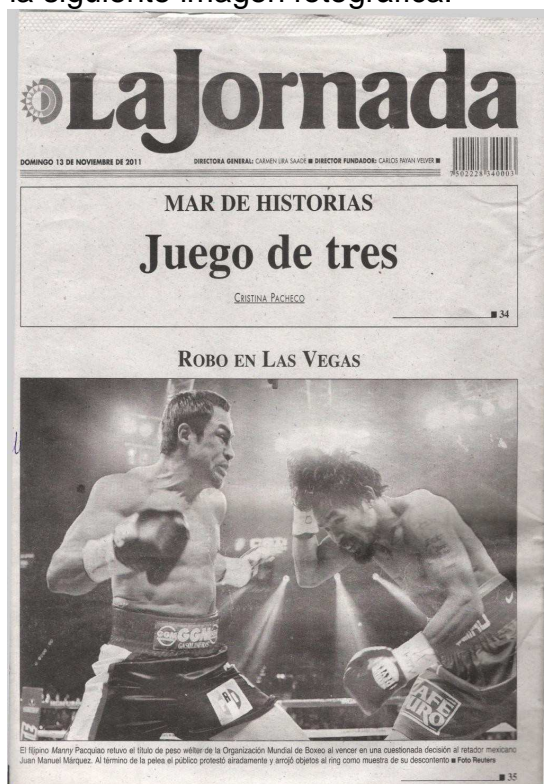 la siguiente imagen fotográfica:
La Jornada
DOMINGO 13 DE NOVIEMBRE DE 2011
DIRECTORA GENERAL: CARMEN LIRA SAADE ■ DIRECTOR FUNDADOR: CARLOS PAYAN VELVER ■
7502228340003
MAR DE HISTORIAS
Juego de tres
CRISTINA PACHECO
■ 34
ROBO EN LAS VEGAS
GGM
GASOLINERAS
El filipino Manny Pacquiao retuvo el título de peso wélter de la Organización Mundial de Boxeo al vencer en una cuestionada decisión al retador mexicano
Juan Manuel Márquez. Al término de la pelea el público protestó airadamente y arrojó objetos al ring como muestra de su descontento ■ Foto Reuters
■ 35